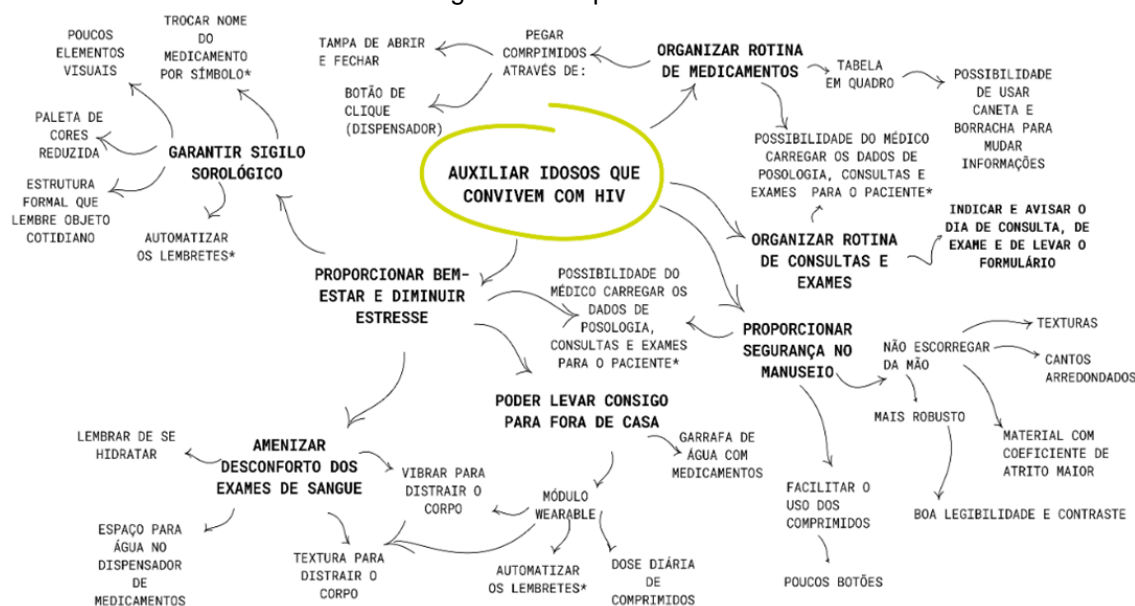 TROCAR NOME
DO
MEDICAMENTO
POR SÍMBOLO*
POUCOS
ELEMENTOS
VISUAIS
PALETA DE
CORES
REDUZIDA
ESTRUTURA
FORMAL QUE
LEMBRE OBJETO
COTIDIANO
AUTOMATIZAR
OS LEMBRETES*
GARANTIR SIGILO
SOROLÓGICO
TAMPA DE ABRIR
E FECHAR
BOTÃO DE
CLIQUE
(DISPENSADOR)
PEGAR
COMRPIMIDOS
ATRAVÉS DE:
ORGANIZAR ROTINA
DE MEDICAMENTOS
TABELA
EM QUADRO
POSSIBILIDADE
DE USAR
CANETA E
BORRACHA PARA
MUDAR
INFORMAÇÕES
AUXILIAR IDOSOS QUE
CONVIVEM COM HIV
POSSIBILIDADE DO MÉDICO
CARREGAR OS DADOS DE
POSOLOGIA, CONSULTAS E
EXAMES PARA O PACIENTE*
ORGANIZAR ROTINA
DE CONSULTAS E
EXAMES
INDICAR E AVISAR O
DIA DE CONSULTA, DE
EXAME E DE LEVAR O
FORMULÁRIO
PROPORCIONAR BEM-
ESTAR E DIMINUIR
ESTRESSE
POSSIBILIDADE DO
MÉDICO CARREGAR OS
DADOS DE
POSOLOGIA,
CONSULTAS E EXAMES
PARA O PACIENTE*
PROPORCIONAR
SEGURANÇA NO
MANUSEIO
NÃO ESCORREGAR
DA MÃO
TEXTURAS
CANTOS
ARREDONDADOS
MAIS ROBUSTO
MATERIAL COM
COEFICIENTE DE
ATRITO MAIOR
BOA LEGIBILIDADE E CONTRASTE
FACILITAR O
USO DOS
COMPRIMIDOS
POUCOS BOTÕES
PODER LEVAR CONSIGO
PARA FORA DE CASA
GARRAFA DE
ÁGUA COM
MEDICAMENTOS
MÓDULO
WEARABLE
AUTOMATIZAR
OS LEMBRETES*
DOSE DIÁRIA
DE
COMPRIMIDOS
AMENIZAR
DESCONFORTO DOS
EXAMES DE SANGUE
LEMBRAR DE SE
HIDRATAR
ESPAÇO PARA
ÁGUA NO
DISPENSADOR
DE
MEDICAMENTOS
VIBRAR PARA
DISTRAIR O
CORPO
TEXTURA PARA
DISTRAIR O
CORPO